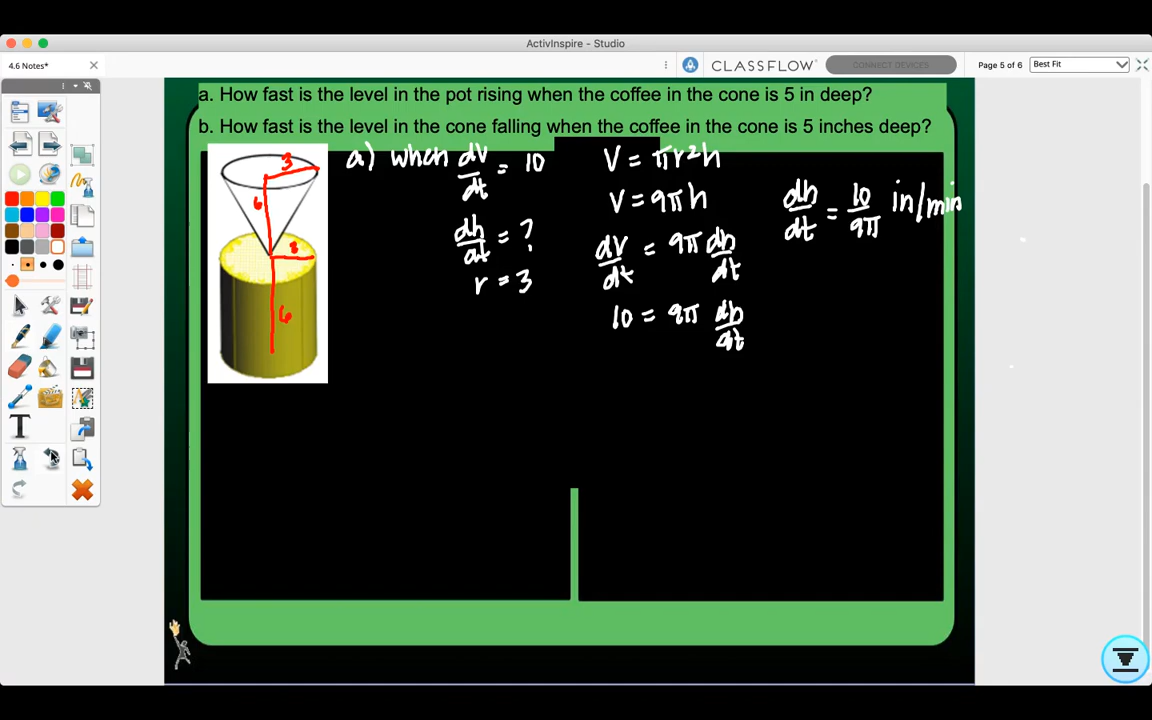 ActivInspire - Studio
4.6 Notes*
CLASSFLOW
CONNECT DEVICES
Page 5 of 6
Best Fit
a. How fast is the level in the pot rising when the coffee in the cone is 5 in deep?
b. How fast is the level in the cone falling when the coffee in the cone is 5 inches deep?
a) when dV/dt = 10
dh/dt = ?
r = 3
V = πr²h
V = 9πh
dV/dt = 9π dh/dt
10 = 9π dh/dt
dh/dt = 10/9π in/min
3
6
3
6
T